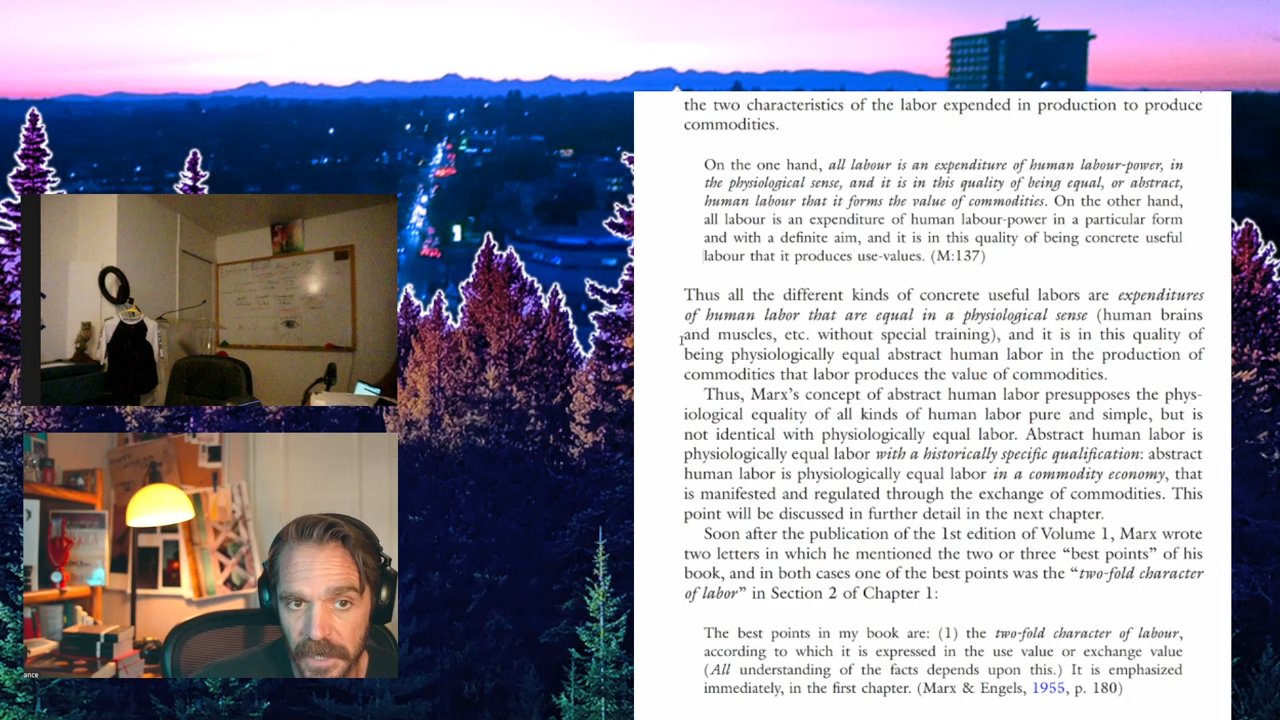 the two characteristics of the labor expended in production to produce
commodities.
On the one hand, all labour is an expenditure of human labour-power, in
the physiological sense, and it is in this quality of being equal, or abstract,
human labour that it forms the value of commodities. On the other hand,
all labour is an expenditure of human labour-power in a particular form
and with a definite aim, and it is in this quality of being concrete useful
labour that it produces use-values. (M:137)
Thus all the different kinds of concrete useful labors are expenditures
of human labor that are equal in a physiological sense (human brains
and muscles, etc. without special training), and it is in this quality of
being physiologically equal abstract human labor in the production of
commodities that labor produces the value of commodities.
Thus, Marx’s concept of abstract human labor presupposes the phys-
iological equality of all kinds of human labor pure and simple, but is
not identical with physiologically equal labor. Abstract human labor is
physiologically equal labor with a historically specific qualification: abstract
human labor is physiologically equal labor in a commodity economy, that
is manifested and regulated through the exchange of commodities. This
point will be discussed in further detail in the next chapter.
Soon after the publication of the 1st edition of Volume 1, Marx wrote
two letters in which he mentioned the two or three “best points” of his
book, and in both cases one of the best points was the “two-fold character
of labor” in Section 2 of Chapter 1:
The best points in my book are: (1) the two-fold character of labour,
according to which it is expressed in the use value or exchange value
(All understanding of the facts depends upon this.) It is emphasized
immediately, in the first chapter. (Marx & Engels, 1955, p. 180)
ance